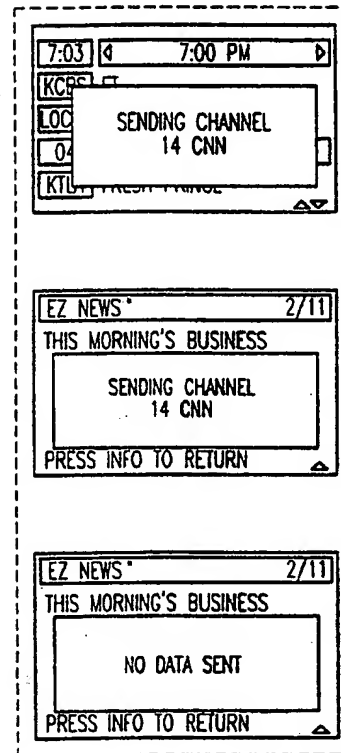 7:03 7:00 PM
SENDING CHANNEL
14 CNN
04
EZ NEWS 2/11
THIS MORNING'S BUSINESS
SENDING CHANNEL
14 CNN
PRESS INFO TO RETURN
EZ NEWS 2/11
THIS MORNING'S BUSINESS
NO DATA SENT
PRESS INFO TO RETURN